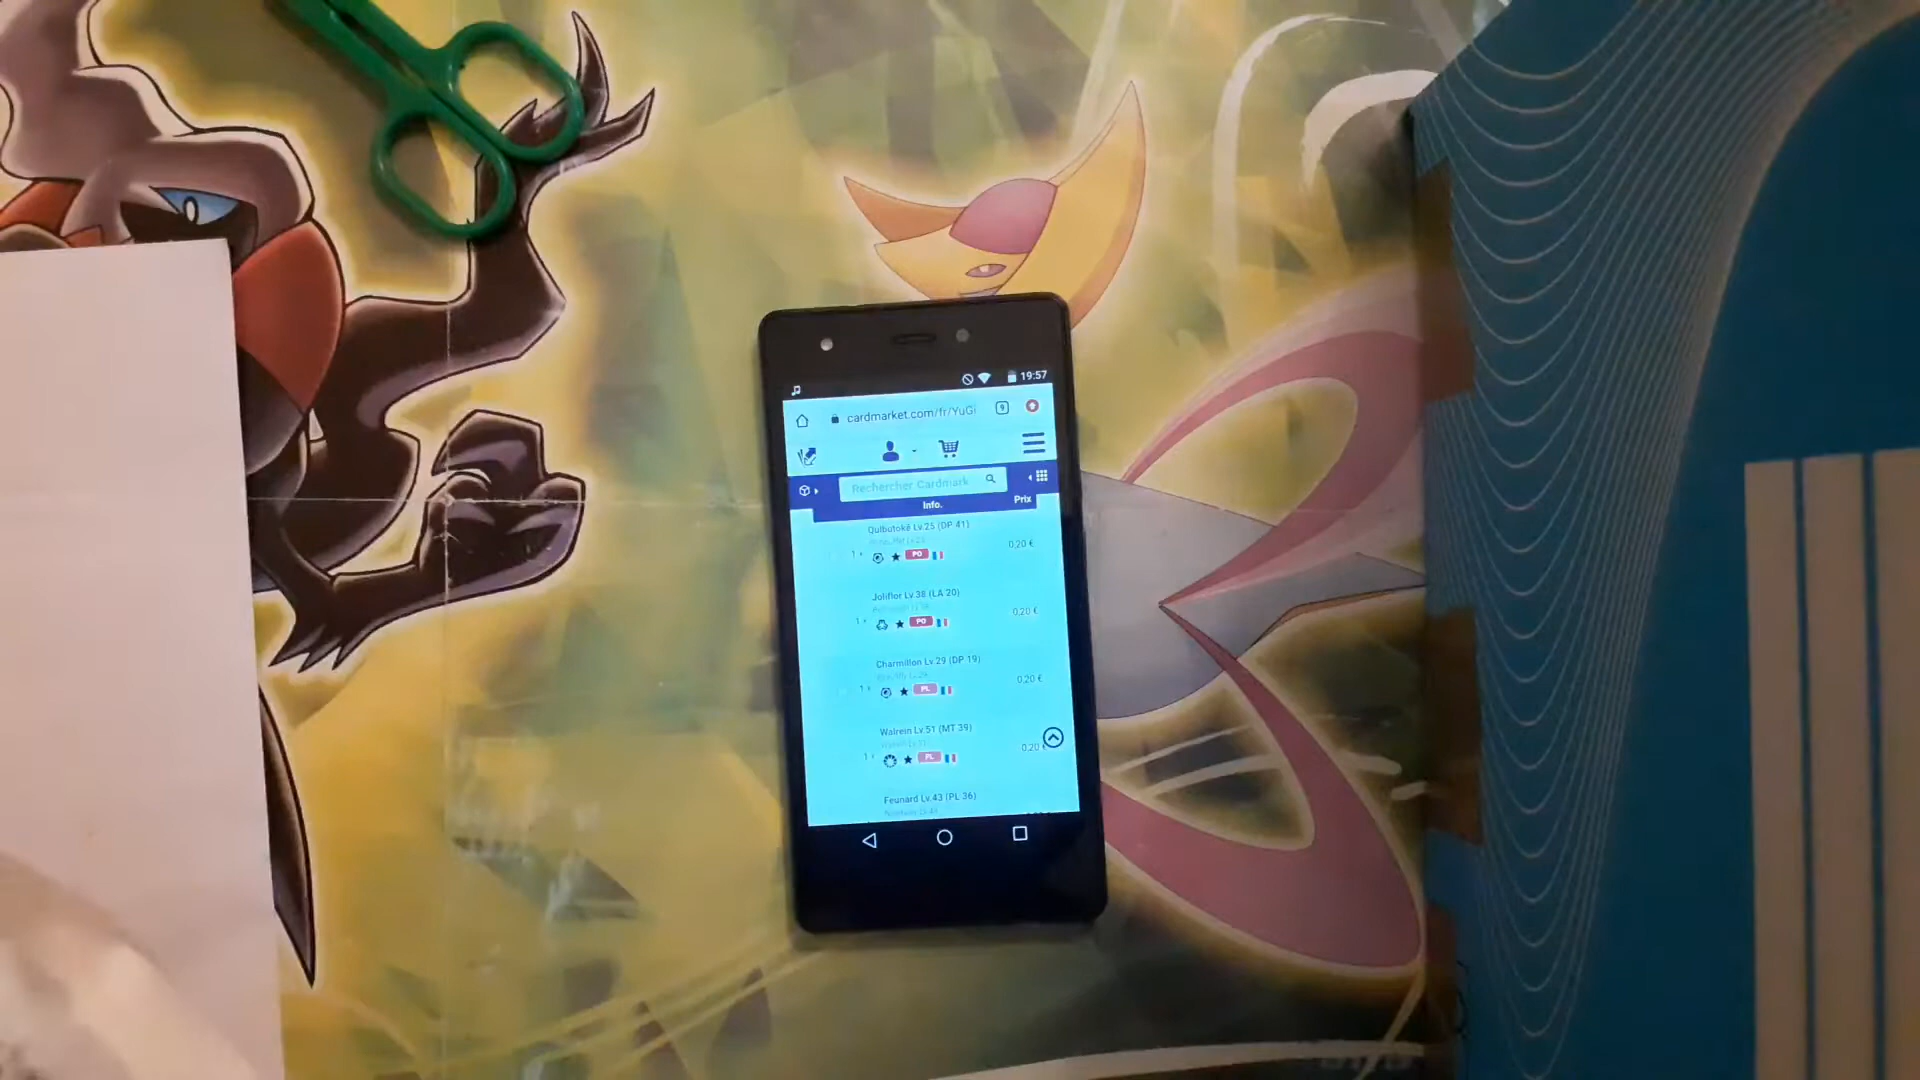 19:57
cardmarket.com/fr/YuGi
9
Rechercher Cardmark
Info. Prix
Qulbutoké Lv.25 (DP 41)
1 × PO 0,20 €
Joliflor Lv.38 (LA 20)
1 × PO 0,20 €
Charmillon Lv.29 (DP 19)
1 × PL 0,20 €
Walrein Lv.51 (MT 39)
1 × PL 0,20 €
Feunard Lv.43 (PL 36)